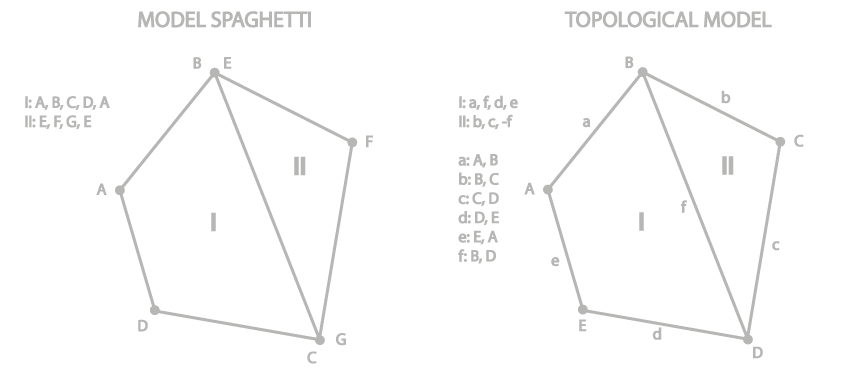 MODEL SPAGHETTI
I: A, B, C, D, A
II: E, F, G, E
B E
F
A
II
I
D
G
C
TOPOLOGICAL MODEL
I: a, f, d, e
II: b, c, -f
a: A, B
b: B, C
c: C, D
d: D, E
e: E, A
f: B, D
B
b
a
C
II
A
f
I
c
e
E
d
D